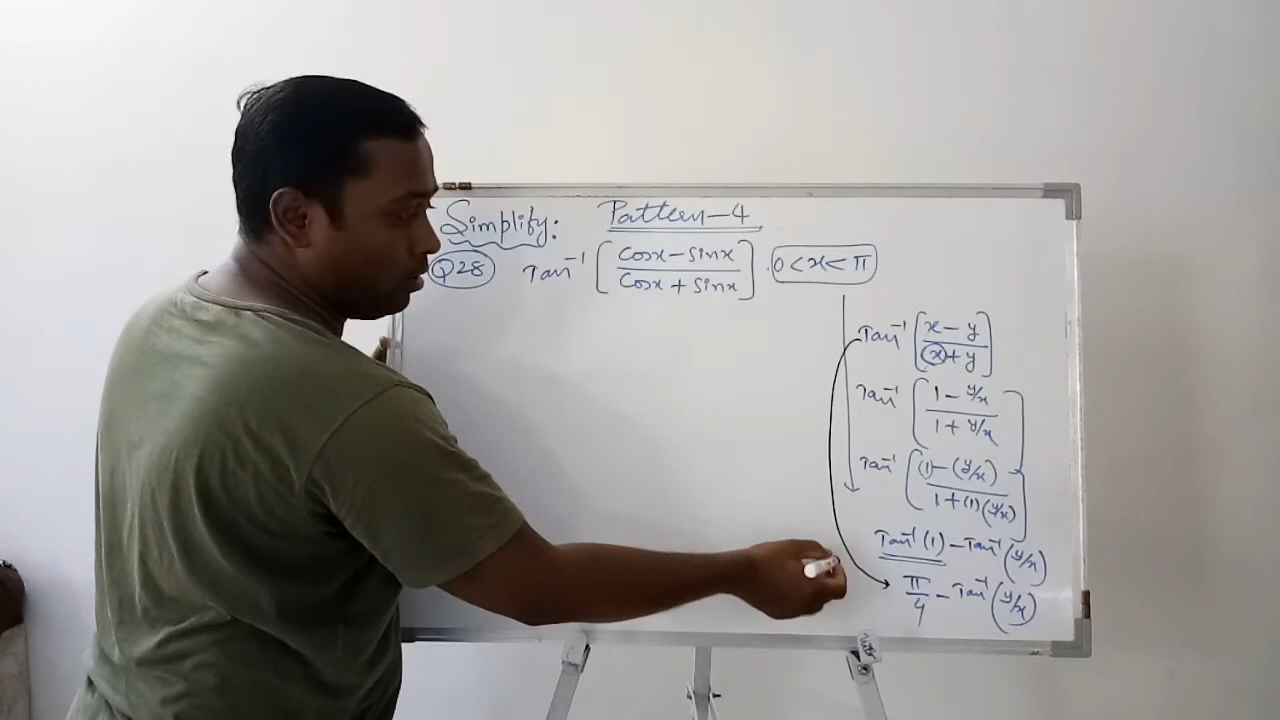 Simplify: Pattern-4
Q28 Tan⁻¹ [cosx - sinx / cosx + sinx] . 0 < x < π
Tan⁻¹ [x - y / x + y]
Tan⁻¹ [1 - y/x / 1 + y/x]
Tan⁻¹ [(1) - (y/x) / 1 + (1)(y/x)]
Tan⁻¹ (1) - Tan⁻¹ (y/x)
π/4 - Tan⁻¹ (y/x)